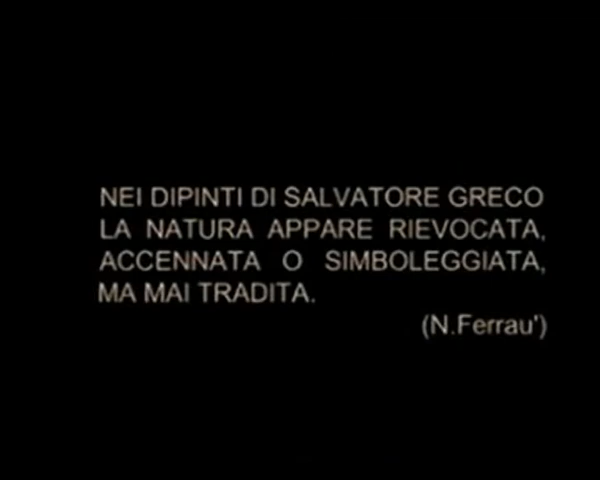 NEI DIPINTI DI SALVATORE GRECO
LA NATURA APPARE RIEVOCATA,
ACCENNATA O SIMBOLEGGIATA,
MA MAI TRADITA.
(N.Ferrau')